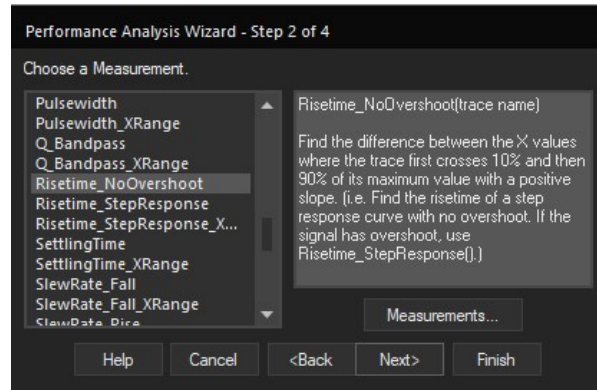 Performance Analysis Wizard - Step 2 of 4
Choose a Measurement.
Pulsewidth
Pulsewidth_XRange
Q_Bandpass
Q_Bandpass_XRange
Risetime_NoOvershoot
Risetime_StepResponse
Risetime_StepResponse_X...
SettlingTime
SettlingTime_XRange
SlewRate_Fall
SlewRate_Fall_XRange
SlewRate_Rise
Risetime_NoOvershoot(trace name)
Find the difference between the X values
where the trace first crosses 10% and then
90% of its maximum value with a positive
slope. (i.e. Find the risetime of a step
response curve with no overshoot. If the
signal has overshoot, use
Risetime_StepResponse().)
Measurements...
Help
Cancel
<Back
Next>
Finish